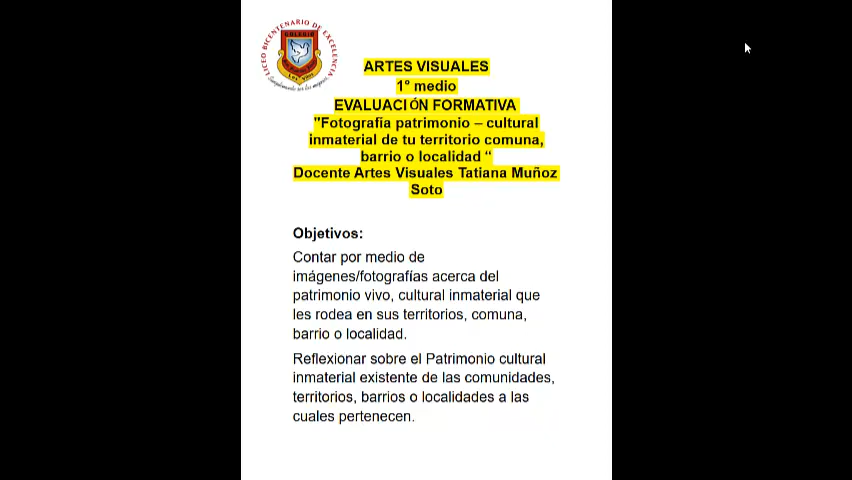 LICEO BICENTENARIO DE EXCELENCIA
COLEGIO
ARTES VISUALES
1° medio
EVALUACIÓN FORMATIVA
"Fotografía patrimonio – cultural
inmaterial de tu territorio comuna,
barrio o localidad “
Docente Artes Visuales Tatiana Muñoz
Soto
Objetivos:
Contar por medio de
imágenes/fotografías acerca del
patrimonio vivo, cultural inmaterial que
les rodea en sus territorios, comuna,
barrio o localidad.
Reflexionar sobre el Patrimonio cultural
inmaterial existente de las comunidades,
territorios, barrios o localidades a las
cuales pertenecen.